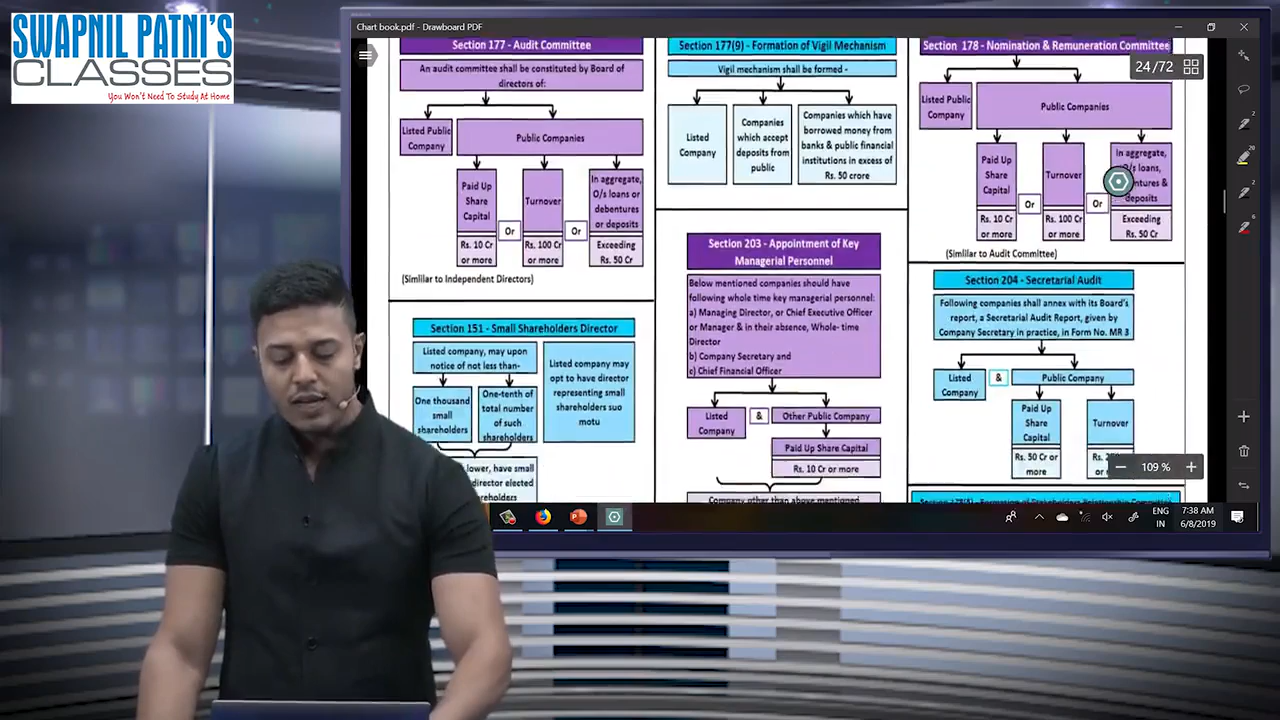 SWAPNIL PATNI'S
CLASSES
You Won't Need To Study At Home
Chart book.pdf - Drawboard PDF
24/72
Section 177 - Audit Committee
An audit committee shall be constituted by Board of
directors of:
Listed Public
Company
Public Companies
Paid Up
Share
Capital
Rs. 10 Cr
or more
Or
Turnover
Rs. 100 Cr
or more
Or
In aggregate,
O/s loans or
debentures
or deposits
Exceeding
Rs. 50 Cr
(Similar to Independent Directors)
Section 151 - Small Shareholders Director
Listed company, may upon
notice of not less than-
One thousand
small
shareholders
One-tenth of
total number
of such
shareholders
lower, have small
director elected
Listed company may
opt to have director
representing small
shareholders suo
motu
Section 177(9) - Formation of Vigil Mechanism
Vigil mechanism shall be formed -
Listed
Company
Companies
which accept
deposits from
public
Companies which have
borrowed money from
banks & public financial
institutions in excess of
Rs. 50 crore
Section 203 - Appointment of Key
Managerial Personnel
Below mentioned companies should have
following whole time key managerial personnel:
a) Managing Director, or Chief Executive Officer
or Manager & in their absence, Whole- time
Director
b) Company Secretary and
c) Chief Financial Officer
Listed
Company
&
Other Public Company
Paid Up Share Capital
Rs. 10 Cr or more
Company other than above mentioned
Section 178 - Nomination & Remuneration Committee
Listed Public
Company
Public Companies
Paid Up
Share
Capital
Rs. 10 Cr
or more
Or
Turnover
Rs. 100 Cr
or more
Or
In aggregate,
O/s loans,
&
deposits
Exceeding
Rs. 50 Cr
(Similar to Audit Committee)
Section 204 - Secretarial Audit
Following companies shall annex with its Board's
report, a Secretarial Audit Report, given by
Company Secretary in practice, in Form No. MR 3
Listed
Company
&
Public Company
Paid Up
Share
Capital
Rs. 50 Cr or
more
Turnover
Rs.
109 %
ENG
IN
7:38 AM
6/8/2019